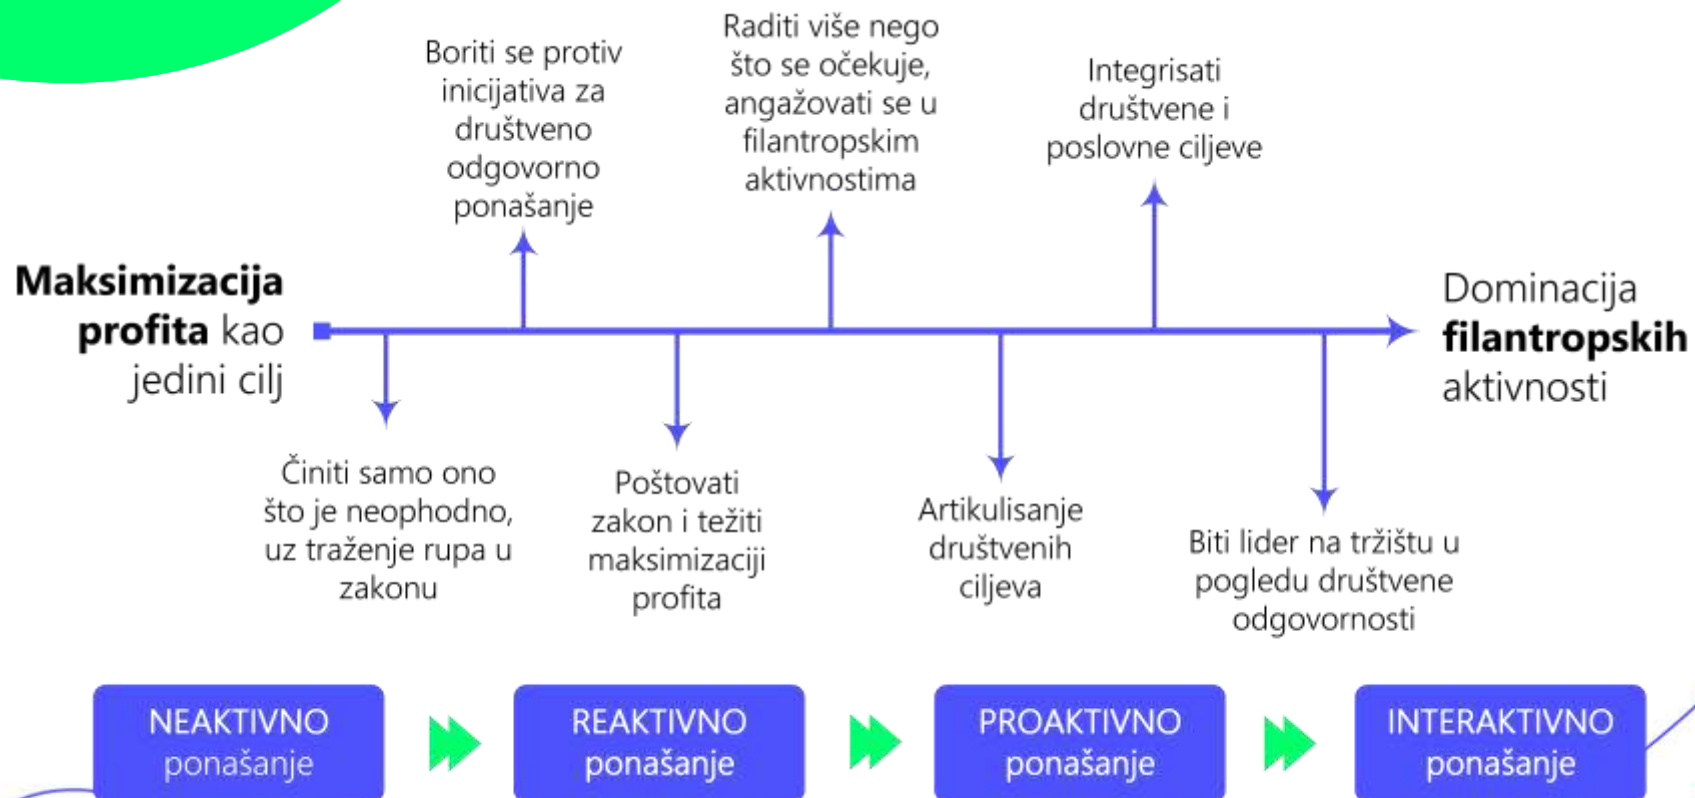 Boriti se protiv
inicijativa za
društveno
odgovorno
ponašanje
Raditi više nego
što se očekuje,
angažovati se u
filantropskim
aktivnostima
Integrisati
društvene i
poslovne ciljeve
Maksimizacija
profita kao
jedini cilj
Dominacija
filantropskih
aktivnosti
Činiti samo ono
što je neophodno,
uz traženje rupa u
zakonu
Poštovati
zakon i težiti
maksimizaciji
profita
Artikulisanje
društvenih
ciljeva
Biti lider na tržištu u
pogledu društvene
odgovornosti
NEAKTIVNO
ponašanje
REAKTIVNO
ponašanje
PROAKTIVNO
ponašanje
INTERAKTIVNO
ponašanje